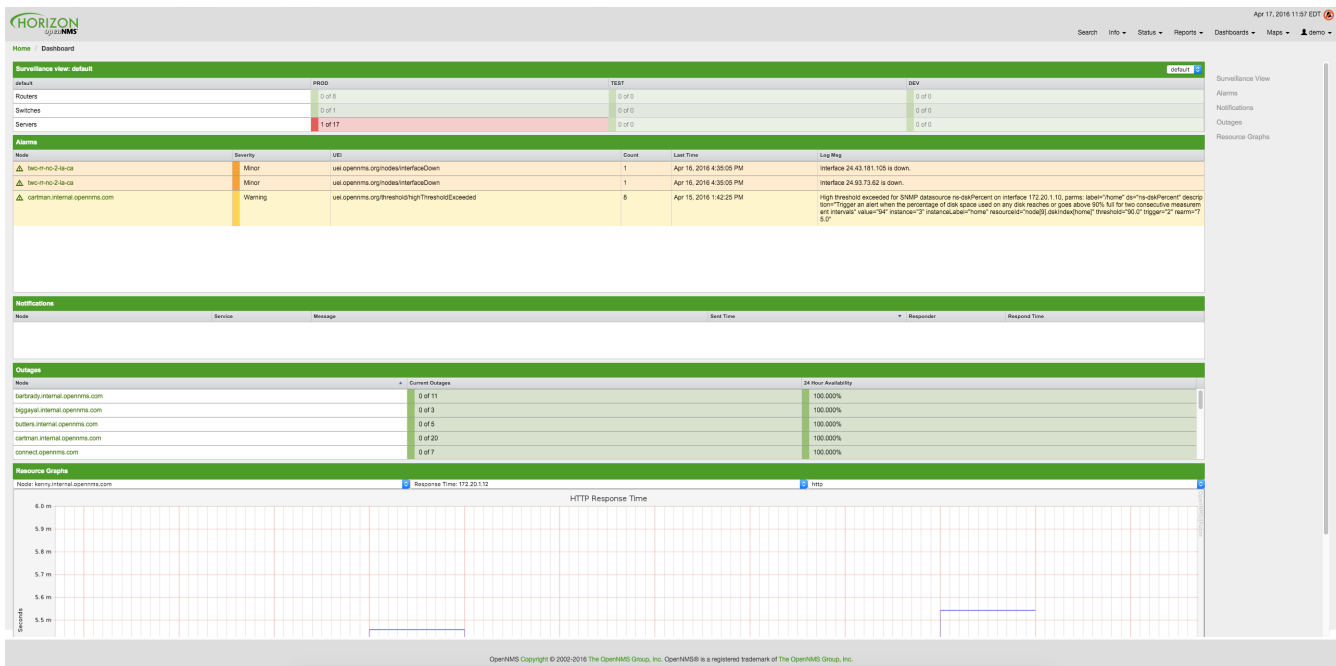 Apr 17, 2016 11:57 EDT
HORIZON
openNMS
Search Info Status Reports Dashboards Maps demo
Home / Dashboard
Surveillance view: default default
default PROD TEST DEV
Routers 0 of 8 0 of 0 0 of 0
Switches 0 of 1 0 of 0 0 of 0
Servers 1 of 17 0 of 0 0 of 0
Surveillance View
Alarms
Notifications
Outages
Resource Graphs
Alarms
Node Severity UEI Count Last Time Log Msg
twc-rr-nc-2-la-ca Minor uei.opennms.org/nodes/interfaceDown 1 Apr 16, 2016 4:35:05 PM Interface 24.43.181.105 is down.
twc-rr-nc-2-la-ca Minor uei.opennms.org/nodes/interfaceDown 1 Apr 16, 2016 4:35:05 PM Interface 24.93.73.62 is down.
cartman.internal.opennms.com Warning uei.opennms.org/threshold/highThresholdExceeded 8 Apr 15, 2016 1:42:25 PM High threshold exceeded for SNMP datasource ns-dskPercent on interface 172.20.1.10, parms: label="/home" ds="ns-dskPercent" descrip
tion="Trigger an alert when the percentage of disk space used on any disk reaches or goes above 90% full for two consecutive measurem
ent intervals" value="94" instance="3" instanceLabel="home" resourceId="node[9].dskIndex[home]" threshold="90.0" trigger="2" rearm="7
5.0"
Notifications
Node Service Message Sent Time Responder Respond Time
Outages
Node Current Outages 24 Hour Availability
barbrady.internal.opennms.com 0 of 11 100.000%
biggayal.internal.opennms.com 0 of 3 100.000%
butters.internal.opennms.com 0 of 5 100.000%
cartman.internal.opennms.com 0 of 20 100.000%
connect.opennms.com 0 of 7 100.000%
Resource Graphs
Node: kenny.internal.opennms.com Response Time: 172.20.1.12 http
HTTP Response Time
6.0 m
5.9 m
5.8 m
5.7 m
5.6 m
5.5 m
Seconds
OpenNMS Copyright © 2002-2016 The OpenNMS Group, Inc. OpenNMS® is a registered trademark of The OpenNMS Group, Inc.